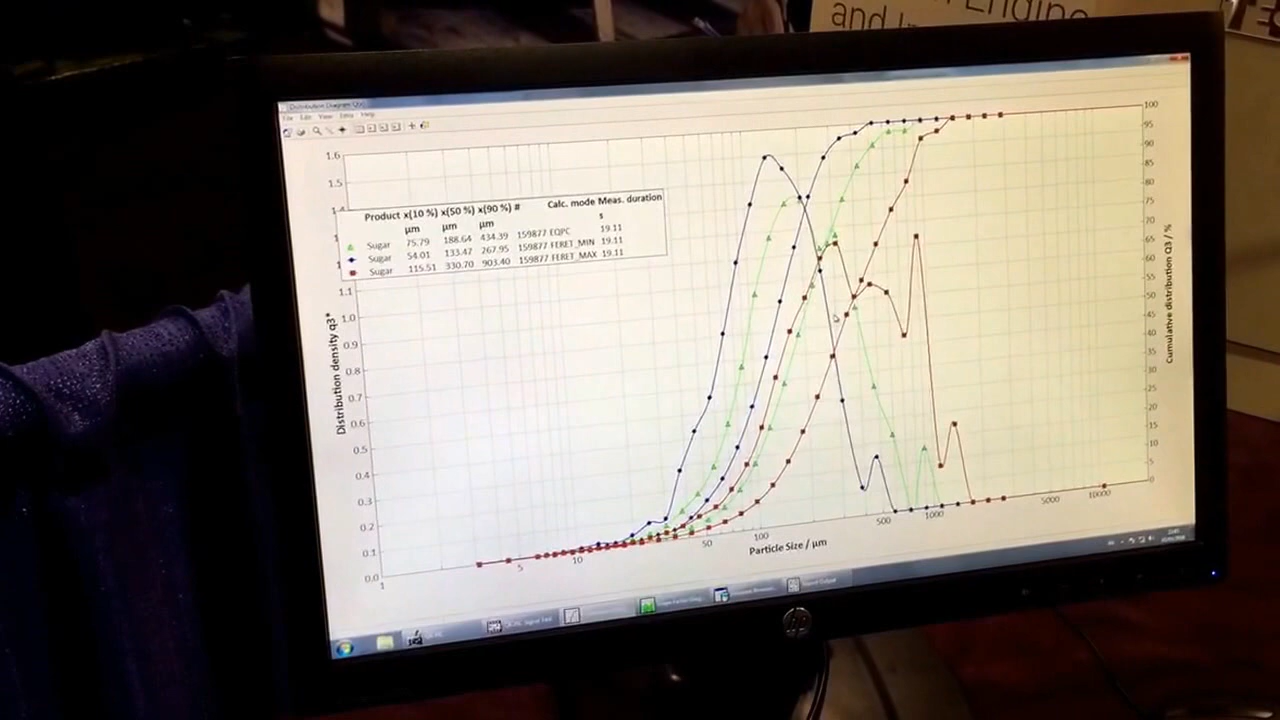 Engine
and I
Distribution Diagram Q(x)
File Edit View Extra Help
1.6
1.5
1.4
1.1
1.0
0.9
0.8
0.7
0.6
0.5
0.4
0.3
0.2
0.1
0.0
Distribution density q3*
Product x(10 %) x(50 %) x(90 %) # Calc. mode Meas. duration
µm µm µm s
Sugar 75.79 188.64 434.39 159877 EQPC 19.11
Sugar 54.01 133.47 267.95 159877 FERET_MIN 19.11
Sugar 115.51 330.70 903.40 159877 FERET_MAX 19.11
100
95
90
85
80
75
70
65
60
55
50
45
40
35
30
25
20
15
10
5
0
Cumulative distribution Q3 / %
1 5 10 50 100 500 1000 5000 10000
Particle Size / µm
hp